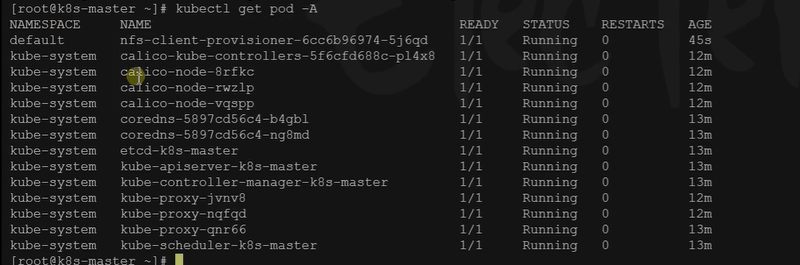 [root@k8s-master ~]# kubectl get pod -A
NAMESPACE NAME READY STATUS RESTARTS AGE
default nfs-client-provisioner-6cc6b96974-5j6qd 1/1 Running 0 45s
kube-system calico-kube-controllers-5f6cfd688c-pl4x8 1/1 Running 0 12m
kube-system calico-node-8rfkc 1/1 Running 0 12m
kube-system calico-node-rwzlp 1/1 Running 0 12m
kube-system calico-node-vqspp 1/1 Running 0 12m
kube-system coredns-5897cd56c4-b4gbl 1/1 Running 0 13m
kube-system coredns-5897cd56c4-ng8md 1/1 Running 0 13m
kube-system etcd-k8s-master 1/1 Running 0 13m
kube-system kube-apiserver-k8s-master 1/1 Running 0 13m
kube-system kube-controller-manager-k8s-master 1/1 Running 0 13m
kube-system kube-proxy-jvnv8 1/1 Running 0 12m
kube-system kube-proxy-nqfqd 1/1 Running 0 12m
kube-system kube-proxy-qnr66 1/1 Running 0 13m
kube-system kube-scheduler-k8s-master 1/1 Running 0 13m
[root@k8s-master ~]#